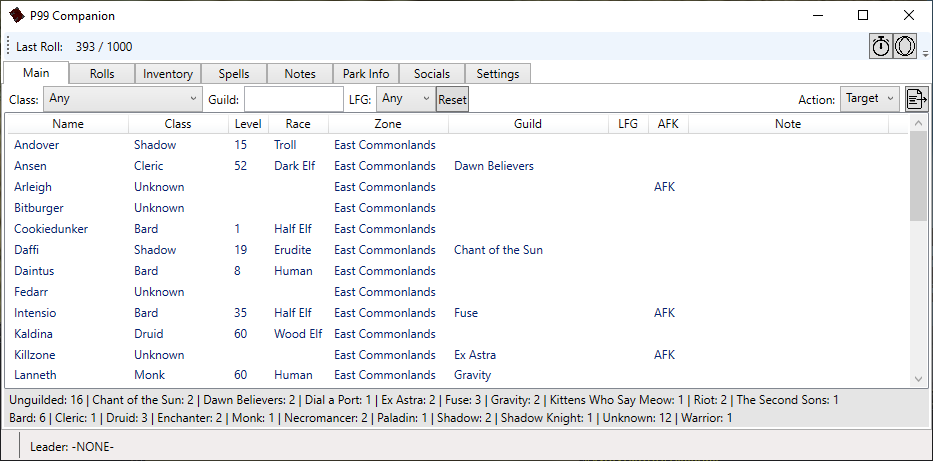 P99 Companion
Last Roll: 393 / 1000
Main Rolls Inventory Spells Notes Park Info Socials Settings
Class: Any Guild: LFG: Any Reset Action: Target
Name Class Level Race Zone Guild LFG AFK Note
Andover Shadow 15 Troll East Commonlands
Ansen Cleric 52 Dark Elf East Commonlands Dawn Believers
Arleigh Unknown East Commonlands AFK
Bitburger Unknown East Commonlands
Cookiedunker Bard 1 Half Elf East Commonlands
Daffi Shadow 19 Erudite East Commonlands Chant of the Sun
Daintus Bard 8 Human East Commonlands
Fedarr Unknown East Commonlands
Intensio Bard 35 Half Elf East Commonlands Fuse AFK
Kaldina Druid 60 Wood Elf East Commonlands
Killzone Unknown East Commonlands Ex Astra AFK
Lanneth Monk 60 Human East Commonlands Gravity
Unguilded: 16 | Chant of the Sun: 2 | Dawn Believers: 2 | Dial a Port: 1 | Ex Astra: 2 | Fuse: 3 | Gravity: 2 | Kittens Who Say Meow: 1 | Riot: 2 | The Second Sons: 1
Bard: 6 | Cleric: 1 | Druid: 3 | Enchanter: 2 | Monk: 1 | Necromancer: 2 | Paladin: 1 | Shadow: 2 | Shadow Knight: 1 | Unknown: 12 | Warrior: 1
Leader: -NONE-